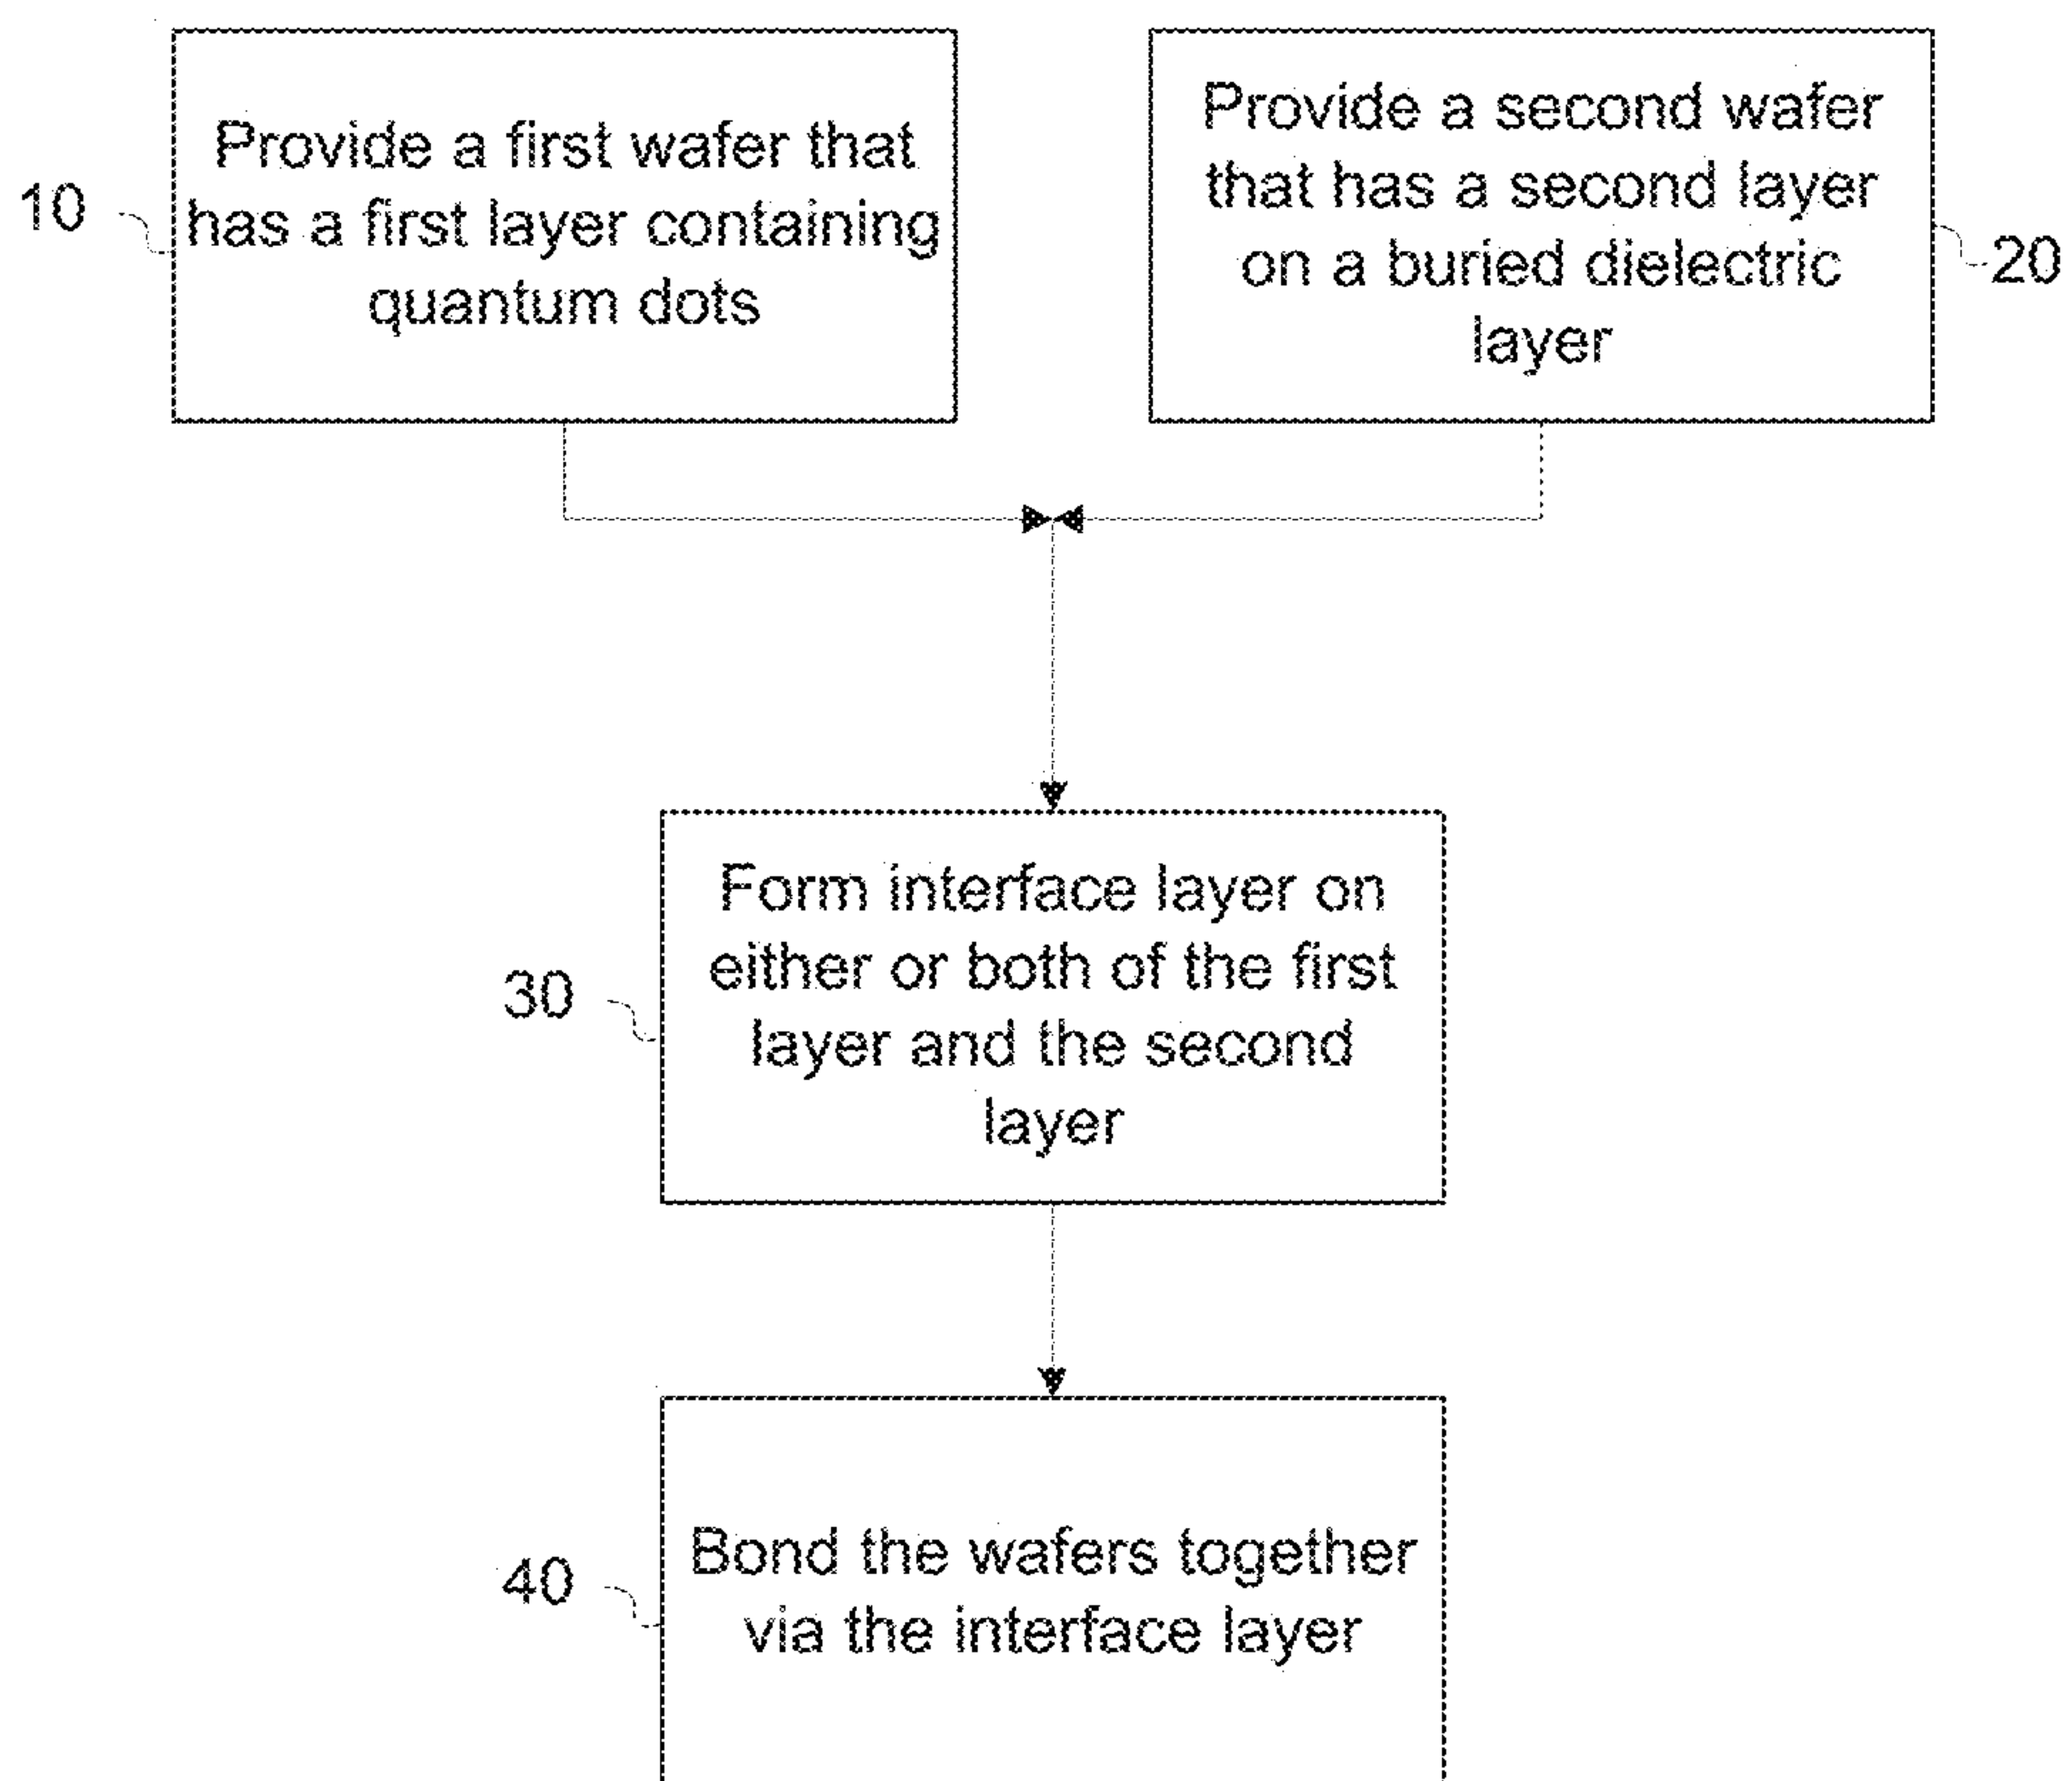 10
Provide a first wafer that
has a first layer containing
quantum dots
Provide a second wafer
that has a second layer
on a buried dielectric
layer
20
30
Form interface layer on
either or both of the first
layer and the second
layer
40
Bond the wafers together
via the interface layer